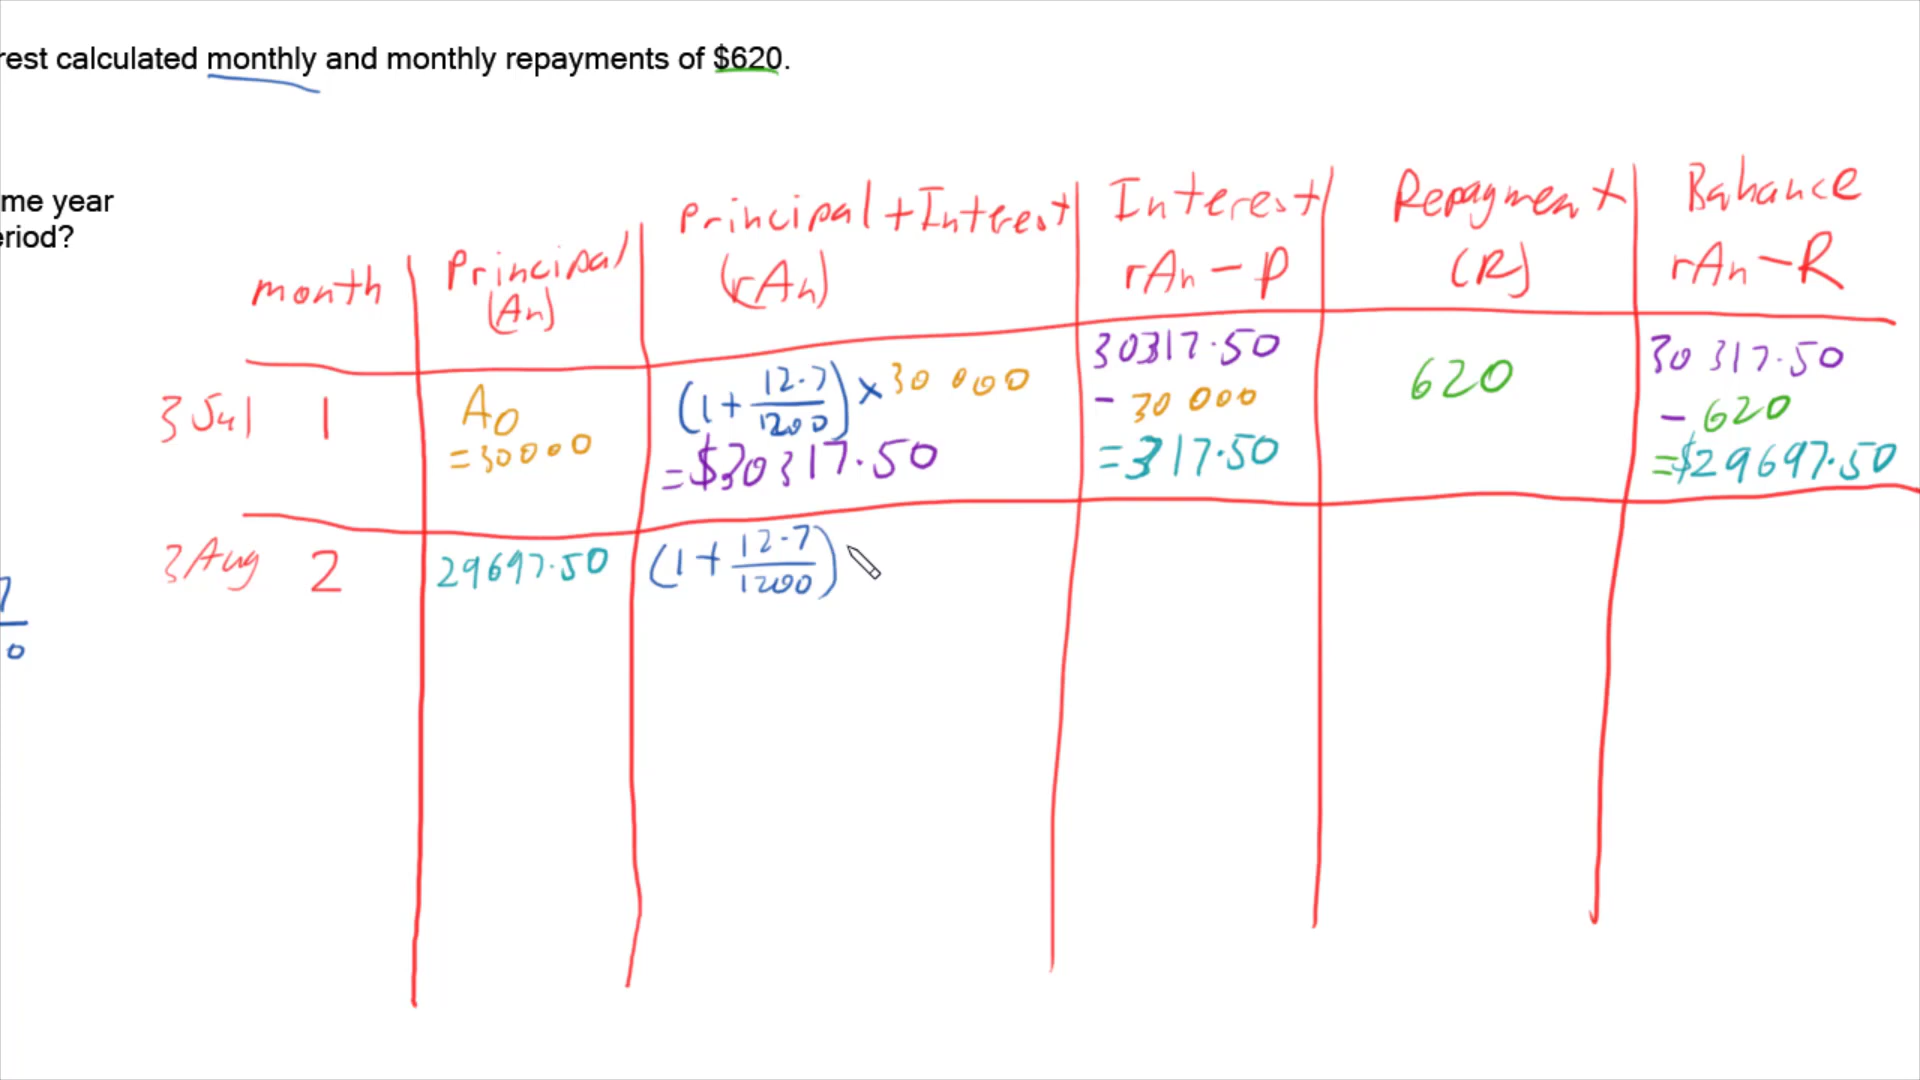 rest calculated monthly and monthly repayments of $620.
me year
eriod?
month
Principal
(An)
Principal + Interest
(rAn)
Interest
rAn - P
Repayment
(R)
Balance
rAn - R
3 Jul 1
A0
= 30000
(1 + 12.7/1200) × 30 000
= $30317.50
30317.50
- 30 000
= 317.50
620
30 317.50
- 620
= $29697.50
3 Aug 2
29697.50
(1 + 12.7/1200)
7
0